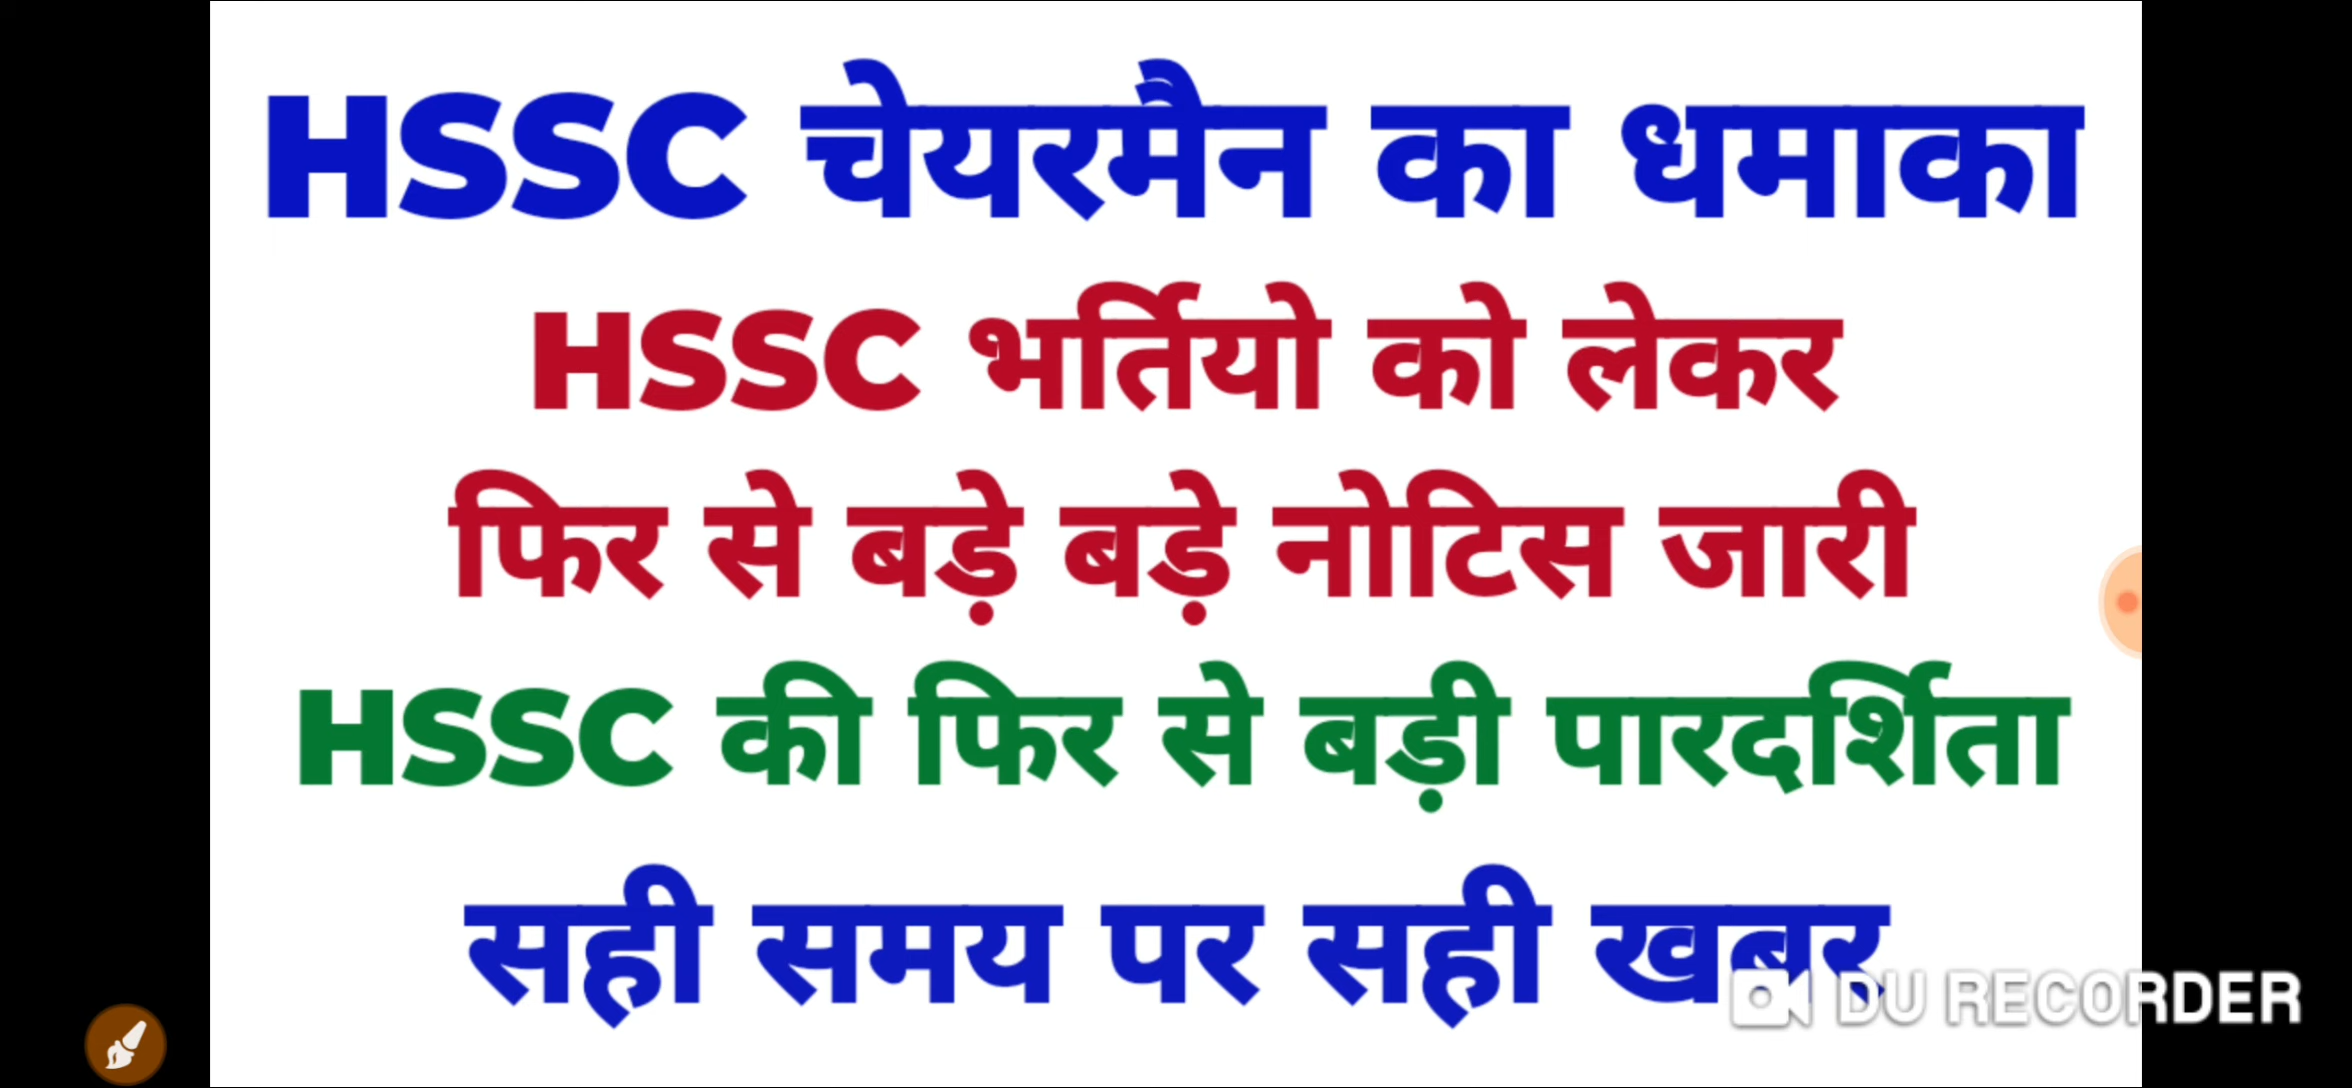 HSSC चेयरमैन का धमाका
HSSC भर्तियो को लेकर
फिर से बड़े बड़े नोटिस जारी
HSSC की फिर से बड़ी पारदर्शिता
सही समय पर सही खबर
DU RECORDER